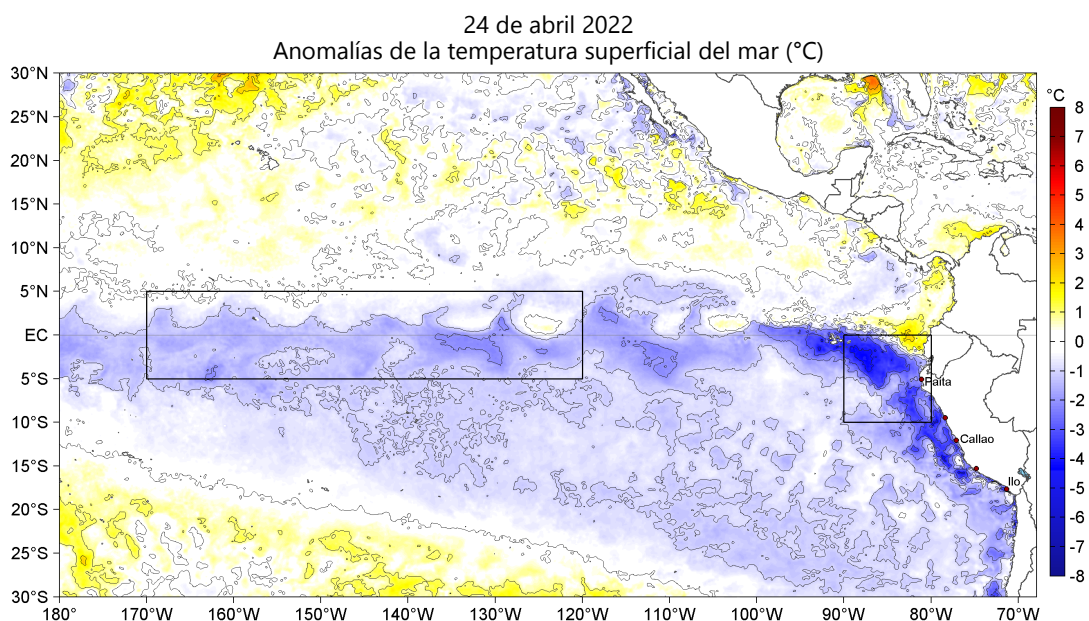 24 de abril 2022
Anomalías de la temperatura superficial del mar (°C)
30°N
25°N
20°N
15°N
10°N
5°N
EC
5°S
10°S
15°S
20°S
25°S
30°S
180
170°W
160°W
150°W
140°W
130°W
120°W
110°W
100°W
90°W
80°W
70°W
Paita
Callao
Ilo
°C
8
7
6
5
4
3
2
1
0
-1
-2
-3
-4
-5
-6
-7
-8